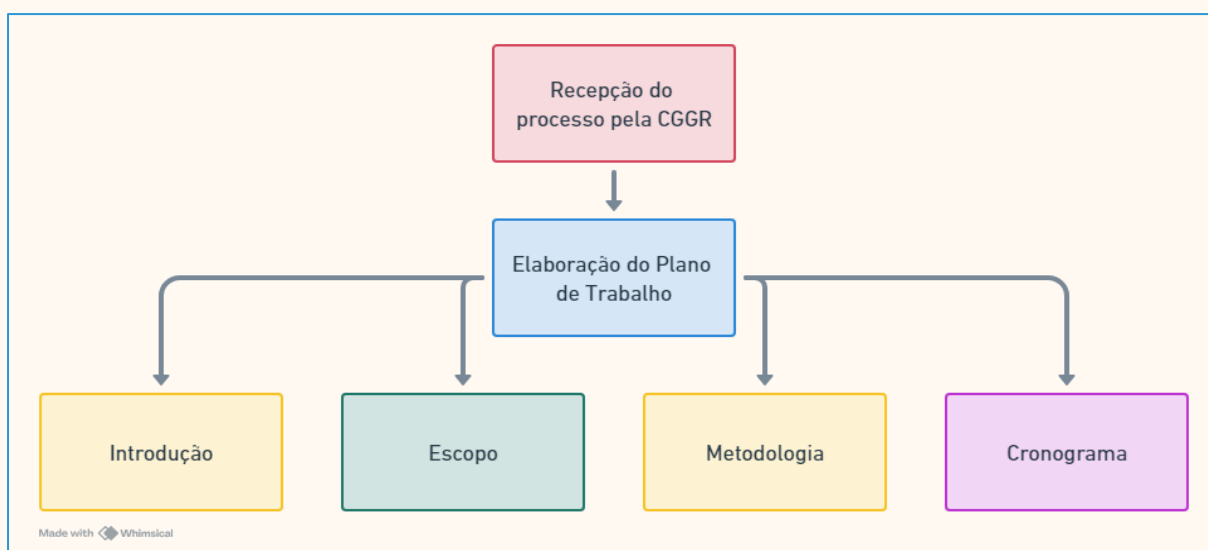 Recepção do
processo pela CGGR
Elaboração do Plano
de Trabalho
Introdução
Escopo
Metodologia
Cronograma
Made with Whimsical